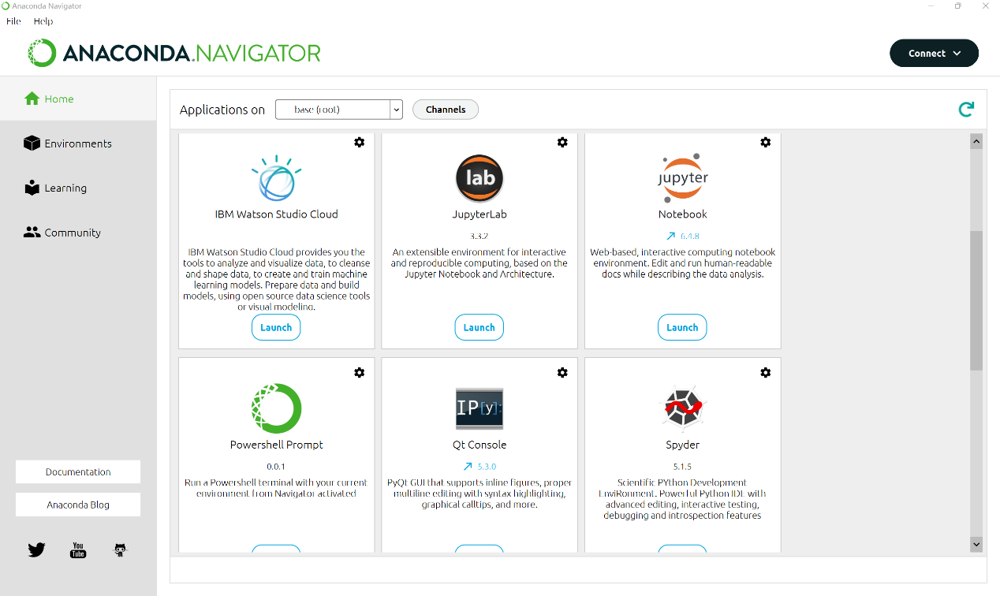 Anaconda Navigator
File Help
ANACONDA.NAVIGATOR
Connect
Home
Environments
Learning
Community
Documentation
Anaconda Blog
You
Tube
Applications on base (root) Channels
IBM Watson Studio Cloud
IBM Watson Studio Cloud provides you the
tools to analyze and visualize data, to cleanse
and shape data, to create and train machine
learning models. Prepare data and build
models, using open source data science tools
or visual modeling.
Launch
lab
JupyterLab
3.3.2
An extensible environment for interactive
and reproducible computing, based on the
Jupyter Notebook and Architecture.
Launch
jupyter
Notebook
6.4.8
Web-based, interactive computing notebook
environment. Edit and run human-readable
docs while describing the data analysis.
Launch
Powershell Prompt
0.0.1
Run a Powershell terminal with your current
environment from Navigator activated
IP[y]:
Qt Console
5.3.0
PyQt GUI that supports inline figures, proper
multiline editing with syntax highlighting,
graphical calltips, and more.
Spyder
5.1.5
Scientific PYthon Development
EnviRonment. Powerful Python IDE with
advanced editing, interactive testing,
debugging and introspection features